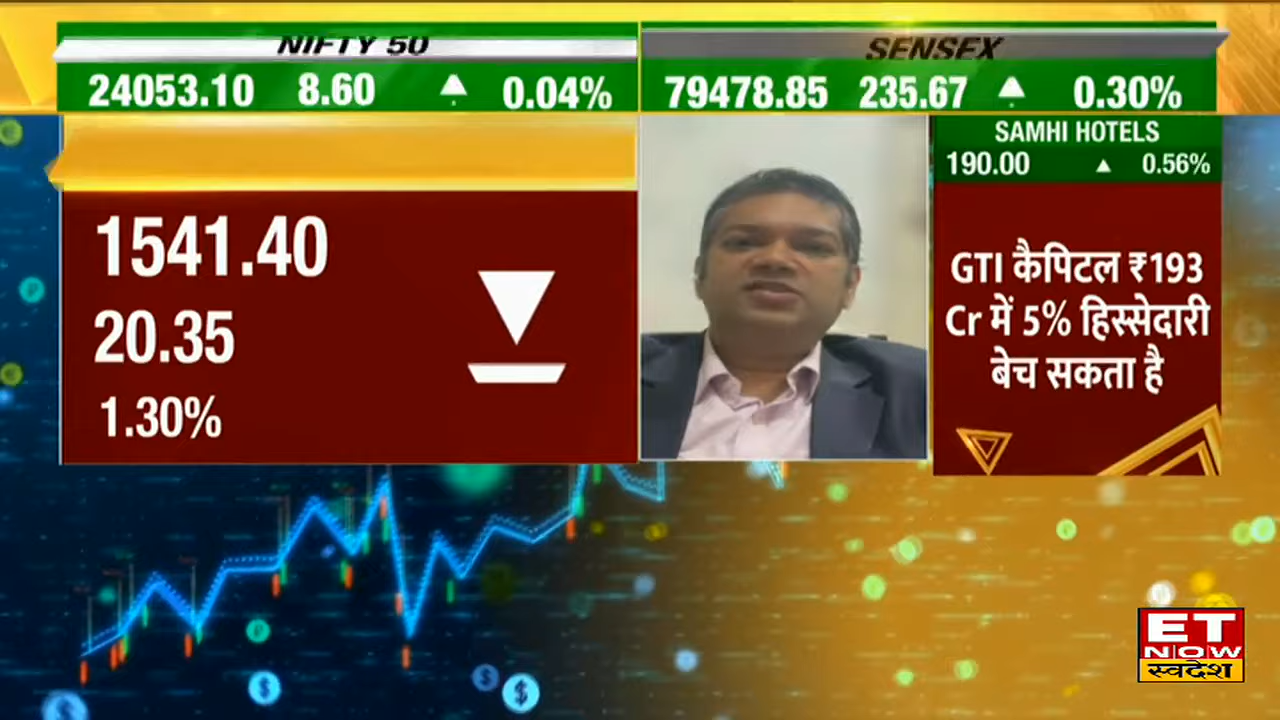 NIFTY 50
24053.10 8.60 0.04%
SENSEX
79478.85 235.67 0.30%
1541.40
20.35
1.30%
SAMHI HOTELS
190.00 0.56%
GTI कैपिटल ₹193
Cr में 5% हिस्सेदारी
बेच सकता है
ET
NOW
स्वदेश